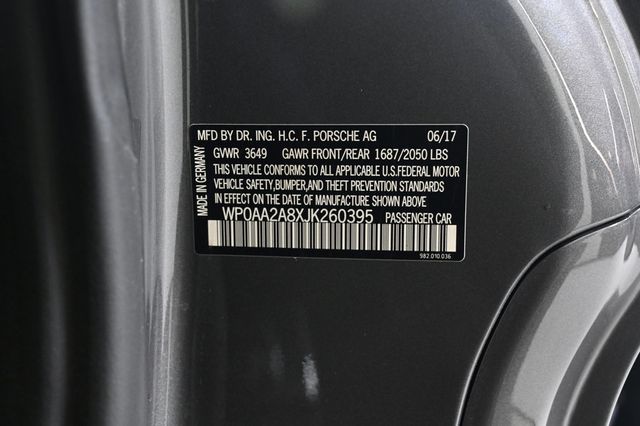 MFD BY DR. ING. H.C. F. PORSCHE AG 06/17
GVWR 3649 GAWR FRONT/REAR 1687/2050 LBS
THIS VEHICLE CONFORMS TO ALL APPLICABLE U.S.FEDERAL MOTOR
VEHICLE SAFETY,BUMPER,AND THEFT PREVENTION STANDARDS
IN EFFECT ON THE DATE OF MANUFACTURE SHOWN ABOVE
WP0AA2A8XJK260395 PASSENGER CAR
982.010.036
MADE IN GERMANY